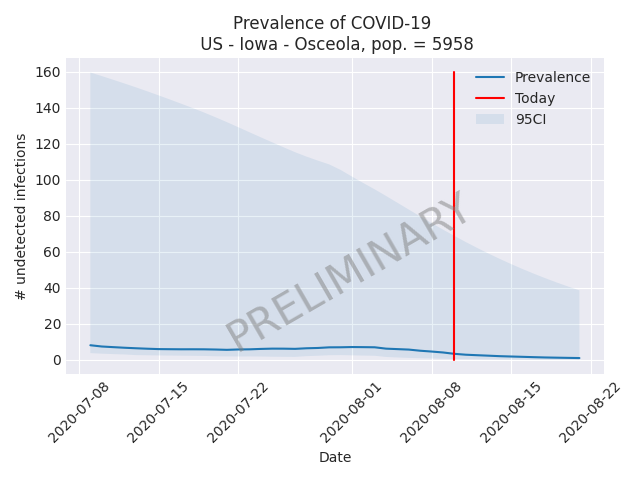 Prevalence of COVID-19
US - Iowa - Osceola, pop. = 5958
# undetected infections
160
140
120
100
80
60
40
20
0
Prevalence
Today
95CI
PRELIMINARY
2020-07-08
2020-07-15
2020-07-22
2020-08-01
2020-08-08
2020-08-15
2020-08-22
Date